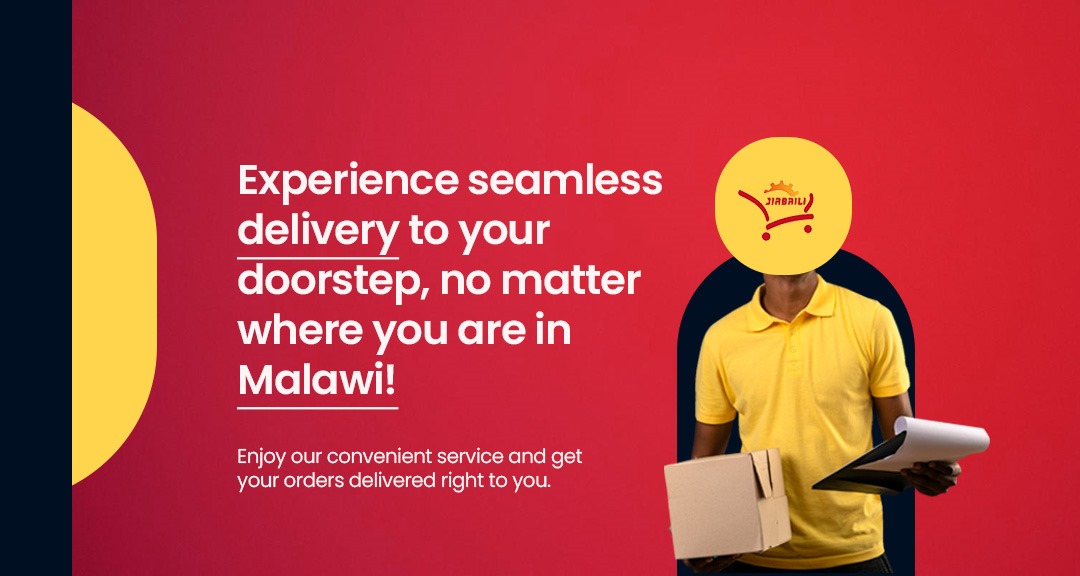 Experience seamless
delivery to your
doorstep, no matter
where you are in
Malawi!
Enjoy our convenient service and get
your orders delivered right to you.
JIABAILI